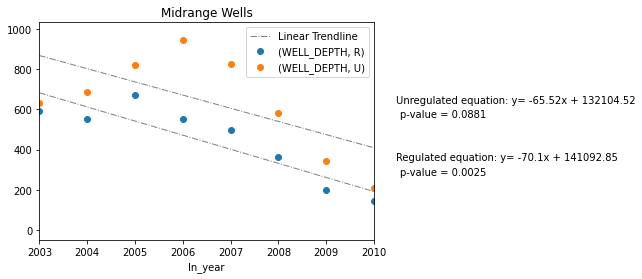 Midrange Wells
1000
800
600
400
200
0
Linear Trendline
(WELL_DEPTH, R)
(WELL_DEPTH, U)
Unregulated equation: y= -65.52x + 132104.52
p-value = 0.0881
Regulated equation: y= -70.1x + 141092.85
p-value = 0.0025
2003 2004 2005 2006 2007 2008 2009 2010
In_year